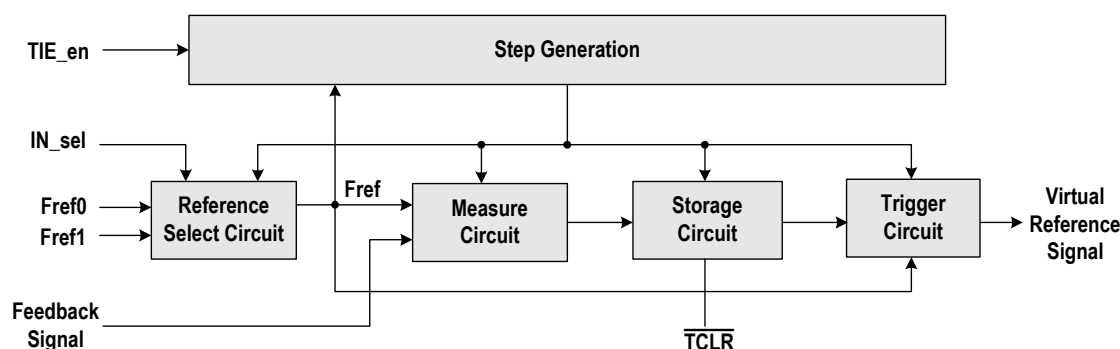 Step Generation
TIE_en
IN_sel
Fref0
Fref1
Reference
Select Circuit
Fref
Measure
Circuit
Storage
Circuit
Trigger
Circuit
Virtual
Reference
Signal
Feedback
Signal
TCLR